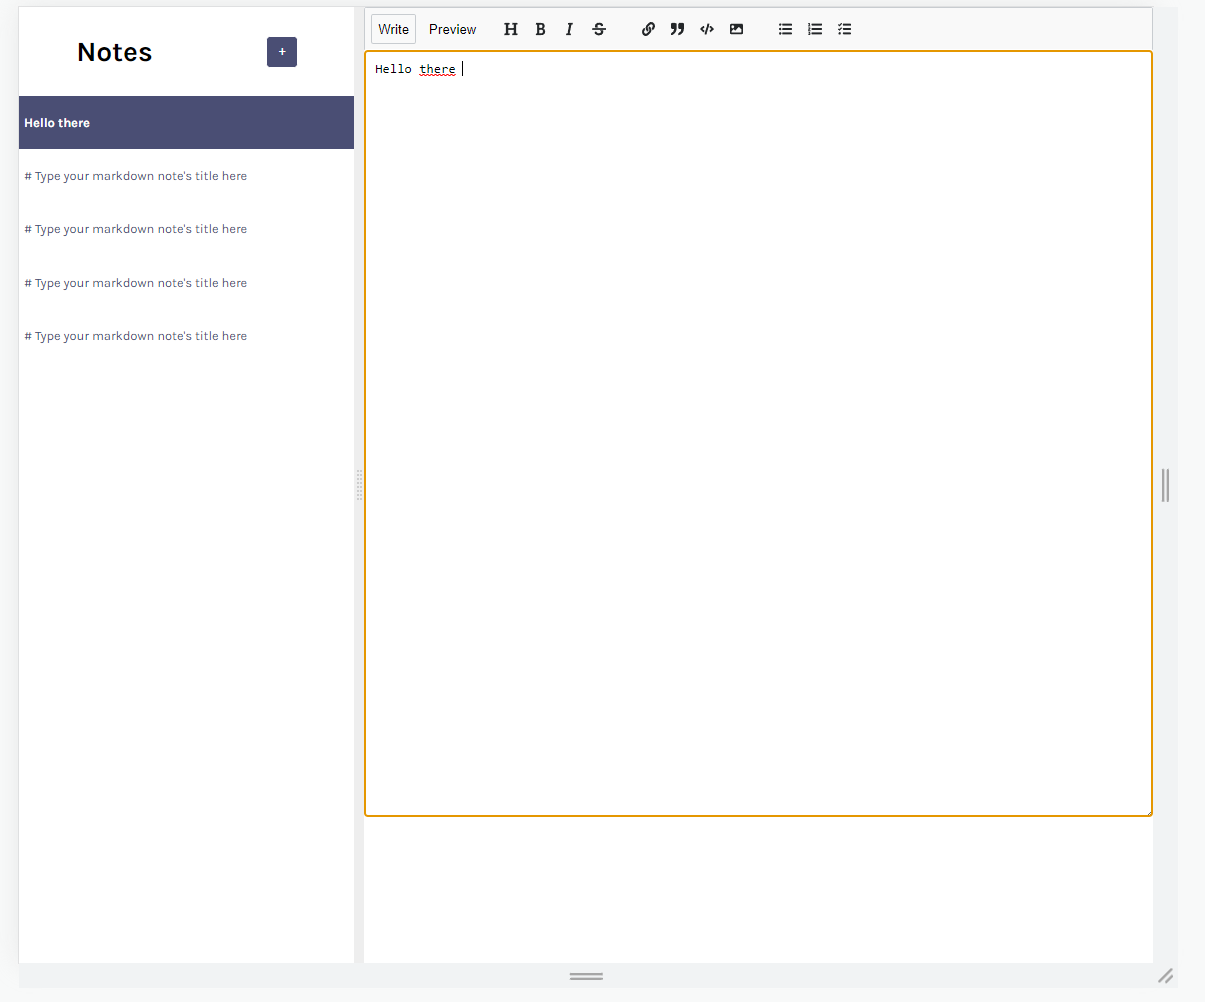 Notes
+
Hello there
# Type your markdown note's title here
# Type your markdown note's title here
# Type your markdown note's title here
# Type your markdown note's title here
Write Preview H B I S
Hello there